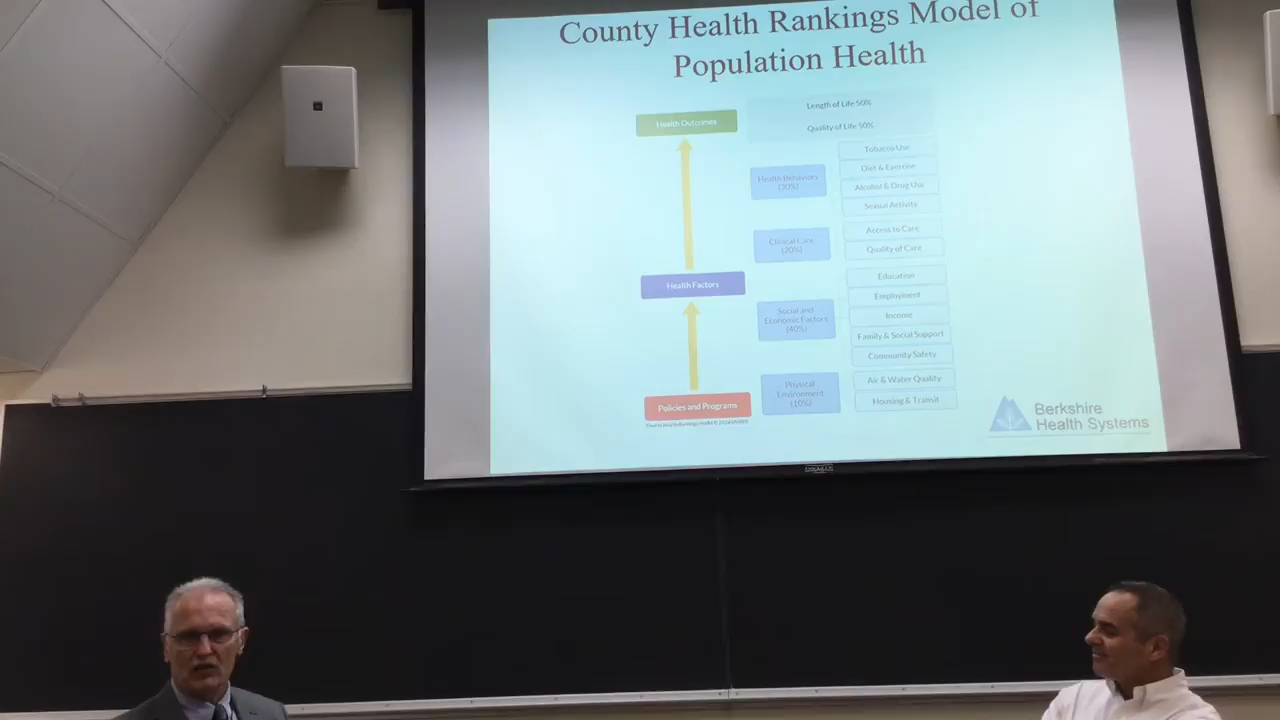 County Health Rankings Model of
Population Health
Health Outcomes
Length of Life 50%
Quality of Life 50%
Health Behaviors
(30%)
Tobacco Use
Diet & Exercise
Alcohol & Drug Use
Sexual Activity
Clinical Care
(20%)
Access to Care
Quality of Care
Health Factors
Social and
Economic Factors
(40%)
Education
Employment
Income
Family & Social Support
Community Safety
Physical
Environment
(10%)
Air & Water Quality
Housing & Transit
Policies and Programs
Berkshire
Health Systems